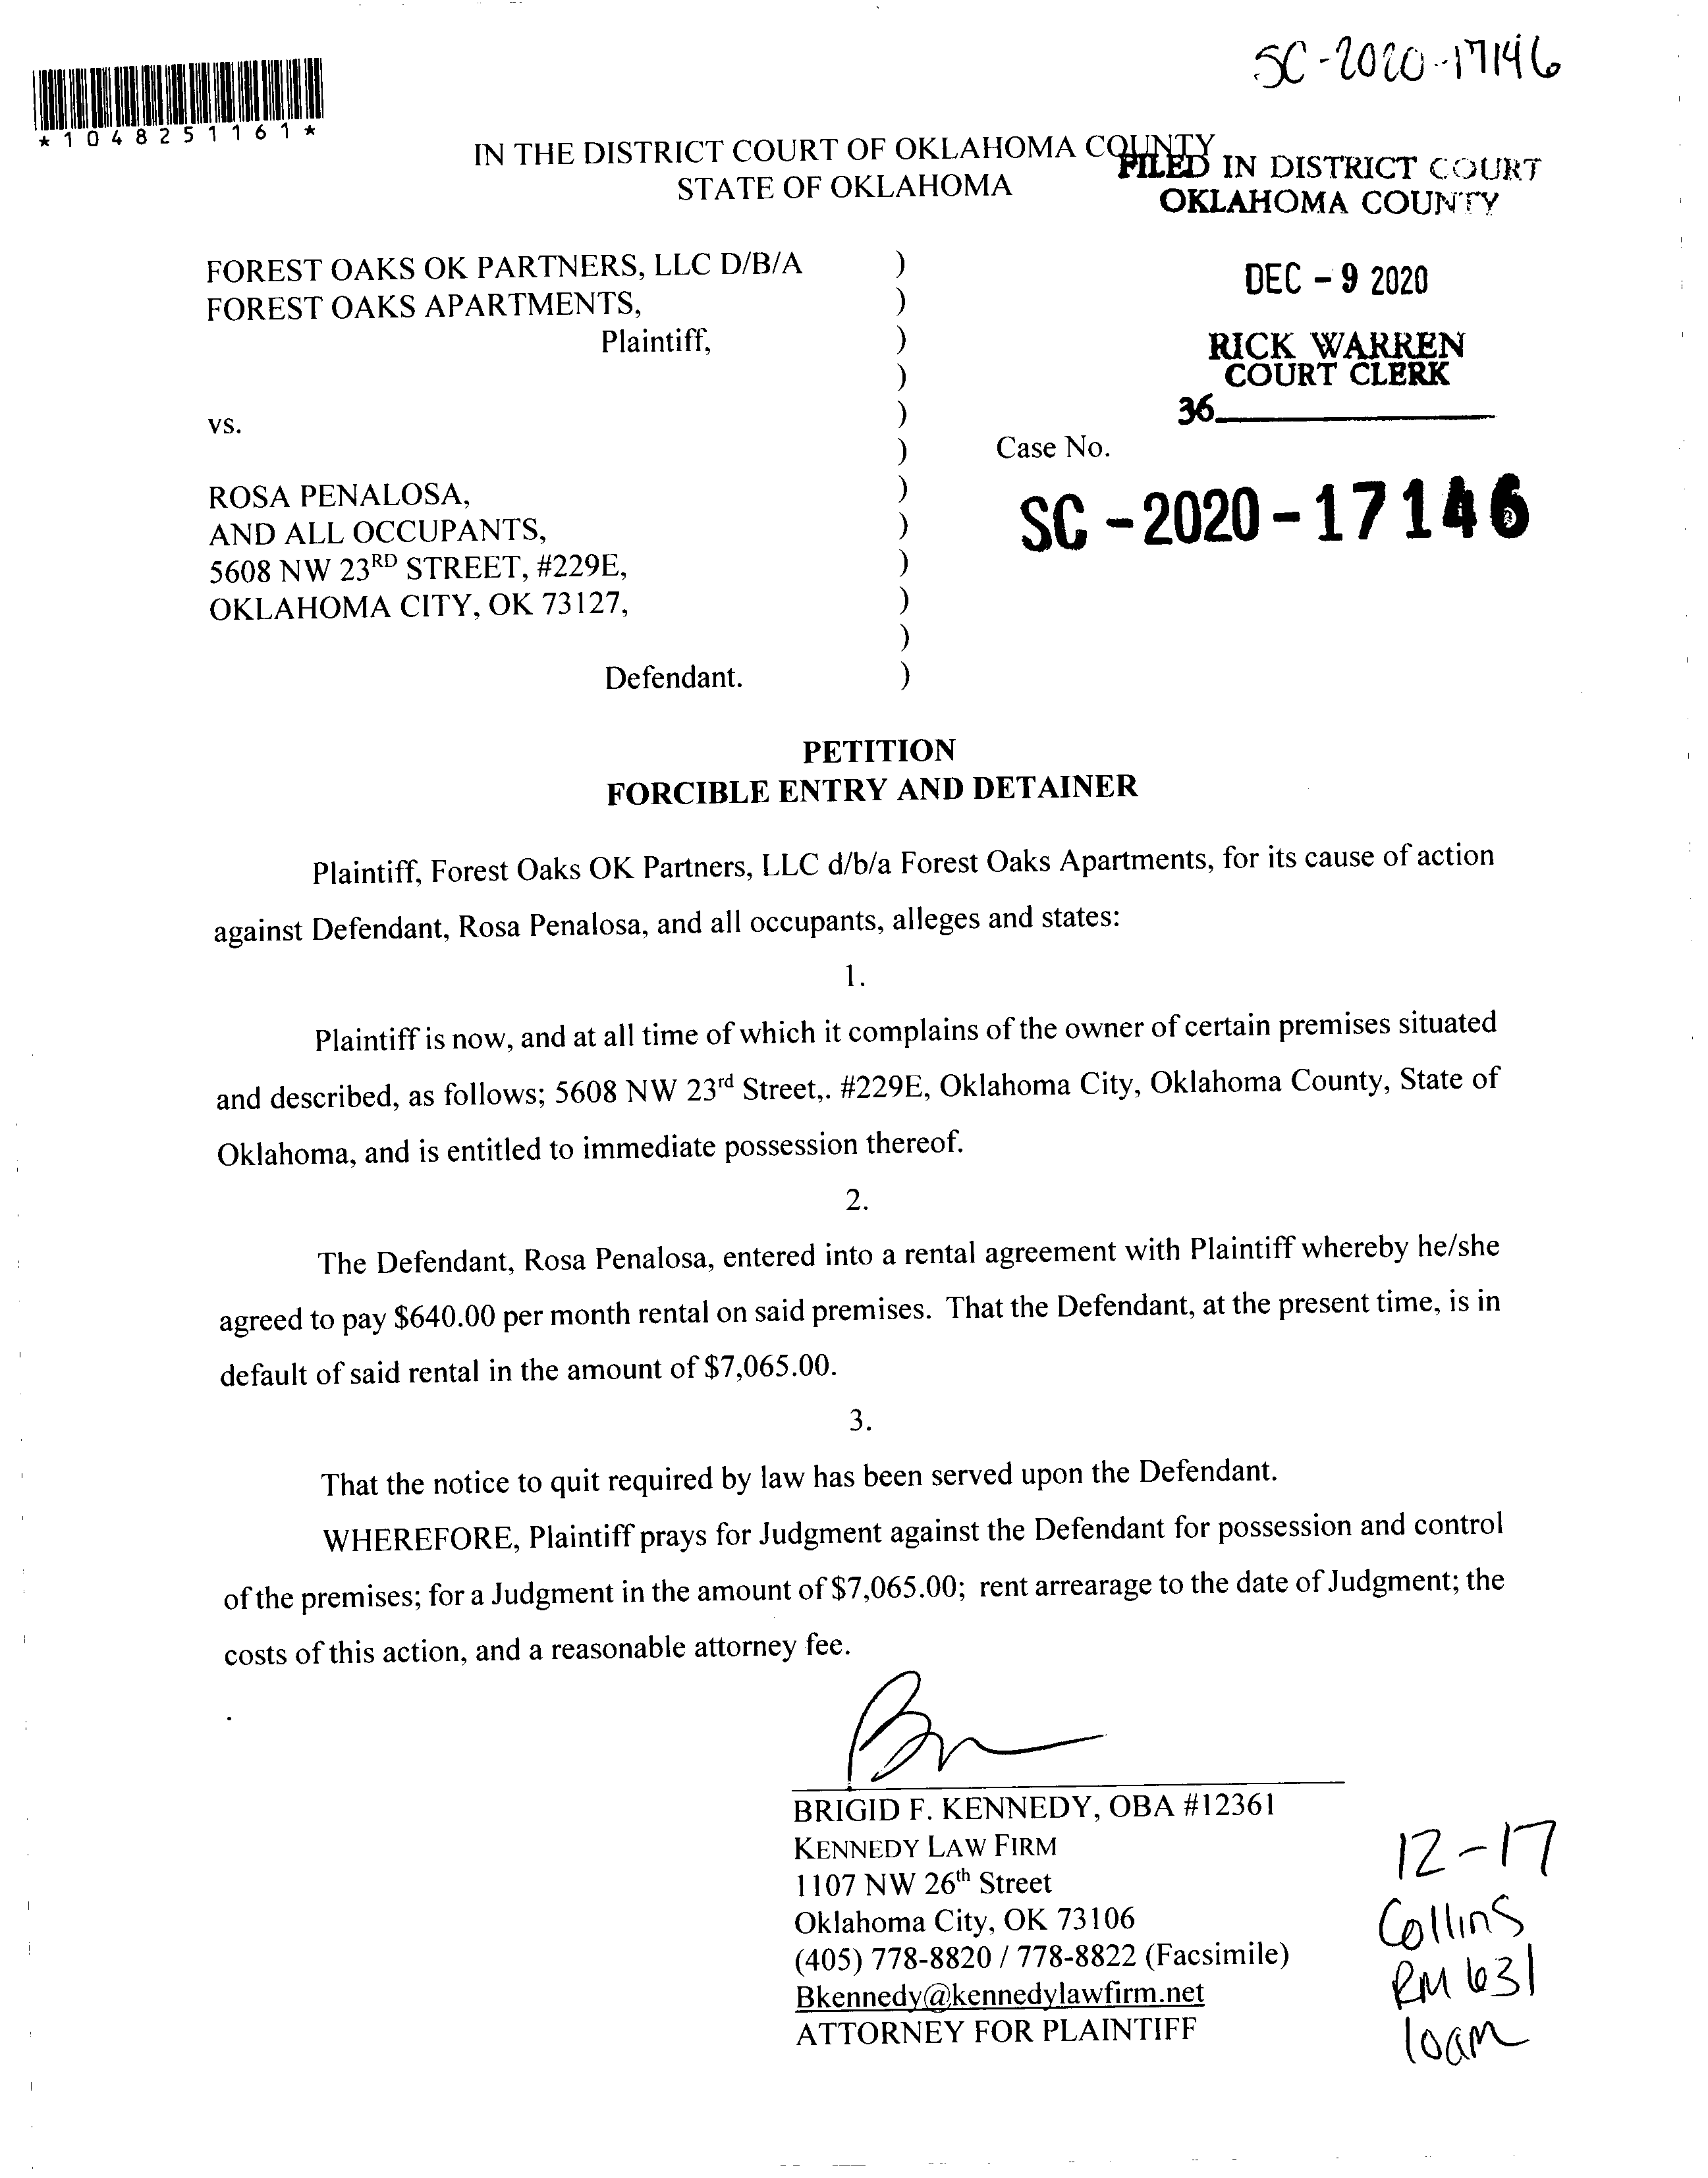 SC-2020-17146
*1048251161*
IN THE DISTRICT COURT OF OKLAHOMA COUNTY
STATE OF OKLAHOMA
FILED IN DISTRICT COURT
OKLAHOMA COUNTY
FOREST OAKS OK PARTNERS, LLC D/B/A )
FOREST OAKS APARTMENTS, )
Plaintiff, )
)
vs. )
)
ROSA PENALOSA, )
AND ALL OCCUPANTS, )
5608 NW 23RD STREET, #229E, )
OKLAHOMA CITY, OK 73127, )
)
Defendant. )
DEC - 9 2020
RICK WARREN
COURT CLERK
36
Case No.
SC-2020-17146
PETITION
FORCIBLE ENTRY AND DETAINER
Plaintiff, Forest Oaks OK Partners, LLC d/b/a Forest Oaks Apartments, for its cause of action
against Defendant, Rosa Penalosa, and all occupants, alleges and states:
1.
Plaintiff is now, and at all time of which it complains of the owner of certain premises situated
and described, as follows; 5608 NW 23rd Street,. #229E, Oklahoma City, Oklahoma County, State of
Oklahoma, and is entitled to immediate possession thereof.
2.
The Defendant, Rosa Penalosa, entered into a rental agreement with Plaintiff whereby he/she
agreed to pay $640.00 per month rental on said premises. That the Defendant, at the present time, is in
default of said rental in the amount of $7,065.00.
3.
That the notice to quit required by law has been served upon the Defendant.
WHEREFORE, Plaintiff prays for Judgment against the Defendant for possession and control
of the premises; for a Judgment in the amount of $7,065.00; rent arrearage to the date of Judgment; the
costs of this action, and a reasonable attorney fee.
BRIGID F. KENNEDY, OBA #12361
KENNEDY LAW FIRM
1107 NW 26th Street
Oklahoma City, OK 73106
(405) 778-8820 / 778-8822 (Facsimile)
Bkennedy@kennedylawfirm.net
ATTORNEY FOR PLAINTIFF
12-17
Collins
RM 631
10am